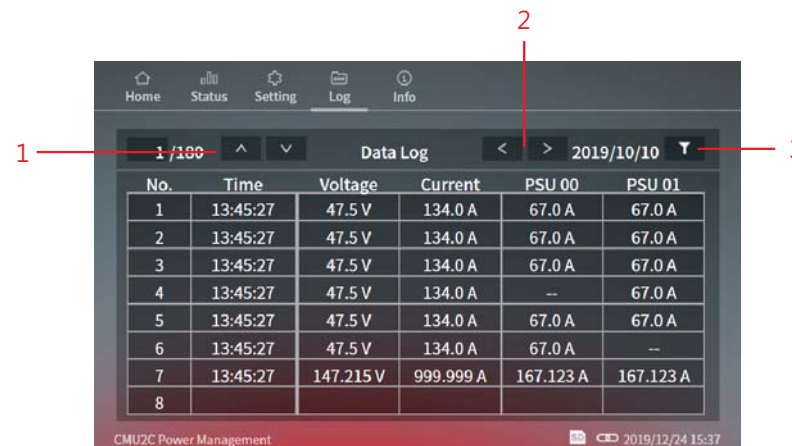 2
Home Status Setting Log Info
1
1 /180 Data Log 2019/10/10
No. Time Voltage Current PSU 00 PSU 01
1 13:45:27 47.5 V 134.0 A 67.0 A 67.0 A
2 13:45:27 47.5 V 134.0 A 67.0 A 67.0 A
3 13:45:27 47.5 V 134.0 A 67.0 A 67.0 A
4 13:45:27 47.5 V 134.0 A -- 67.0 A
5 13:45:27 47.5 V 134.0 A 67.0 A 67.0 A
6 13:45:27 47.5 V 134.0 A 67.0 A --
7 13:45:27 147.215 V 999.999 A 167.123 A 167.123 A
8
CMU2C Power Management SD 2019/12/24 15:37